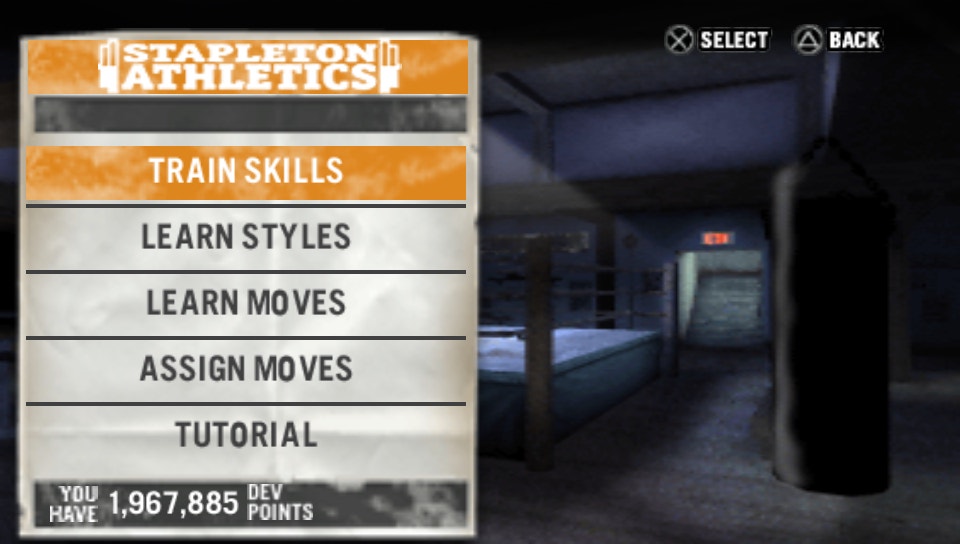 SELECT BACK
STAPLETON
ATHLETICS
TRAIN SKILLS
LEARN STYLES
LEARN MOVES
ASSIGN MOVES
TUTORIAL
YOU HAVE 1,967,885 DEV POINTS
EXIT